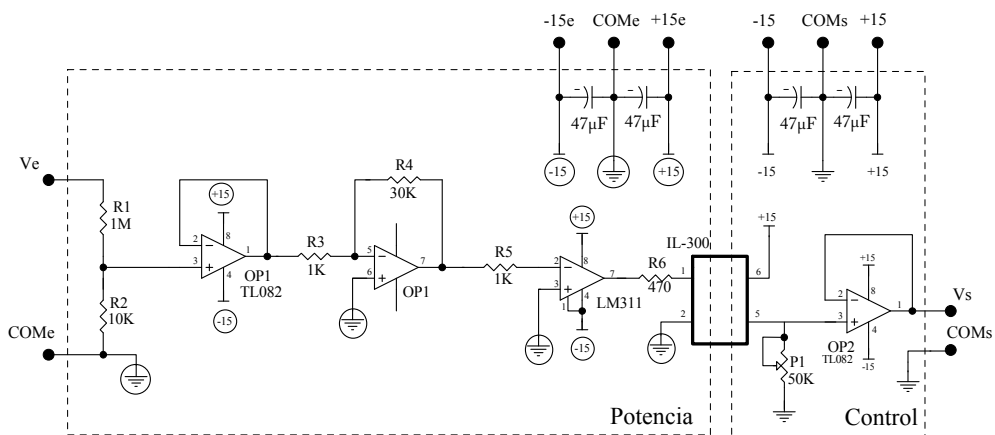 -15e COMe +15e
-15 COMs +15
47µF 47µF
47µF 47µF
-15 +15
-15 +15
Ve
R1
1M
R2
10K
COMe
+15
8
2
3
1
4
OP1
TL082
-15
R3
1K
R4
30K
5
6
7
OP1
R5
1K
+15
8
2
3
7
1 4
LM311
-15
R6
470
IL-300
1
2
6
5
+15
P1
50K
+15
8
2
3
1
4
OP2
TL082
-15
Vs
COMs
Potencia
Control